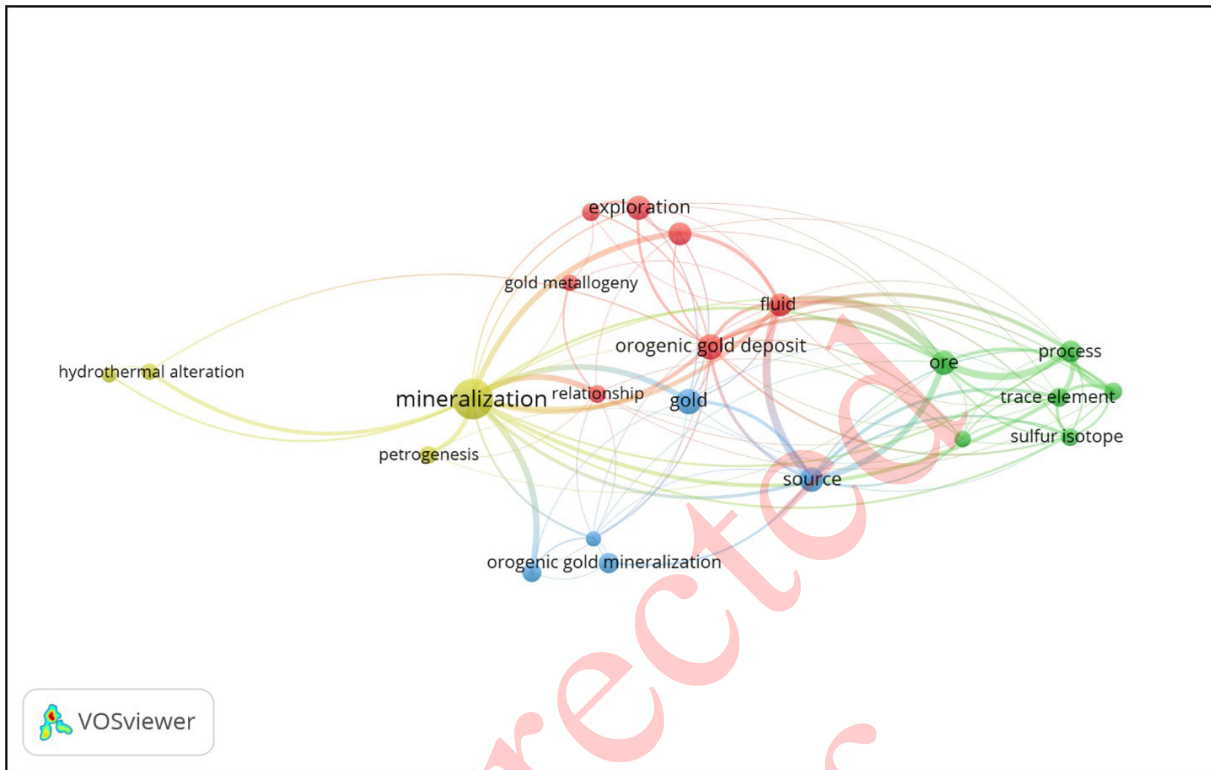 exploration
gold metallogeny
fluid
orogenic gold deposit
process
ore
hydrothermal alteration
mineralization
relationship
gold
trace element
sulfur isotope
petrogenesis
source
orogenic gold mineralization
VOSviewer
rected